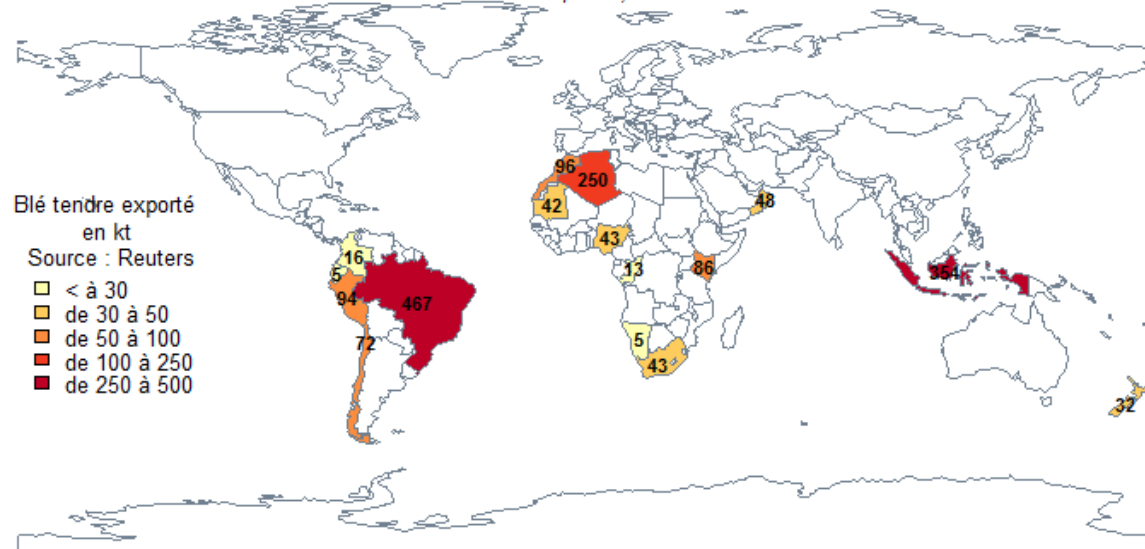 Blé tendre exporté
en kt
Source : Reuters
< à 30
de 30 à 50
de 50 à 100
de 100 à 250
de 250 à 500
96
250
42
48
43
16
13
86
5
354
94
467
72
5
43
32